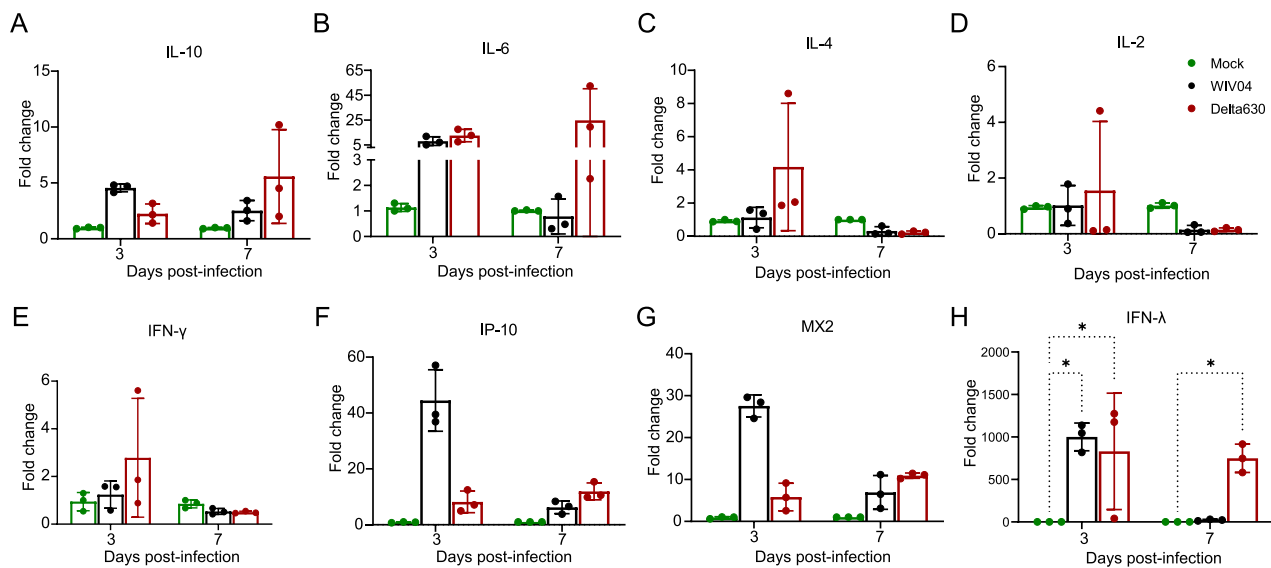 A
IL-10
Fold change
15
10
5
0
3
7
Days post-infection
B
IL-6
Fold change
65
45
25
5
3
2
1
0
3
7
Days post-infection
C
IL-4
Fold change
10
8
6
4
2
0
3
7
Days post-infection
D
IL-2
Fold change
6
4
2
0
3
7
Days post-infection
Mock
WIV04
Delta630
E
IFN-γ
Fold change
6
4
2
0
3
7
Days post-infection
F
IP-10
Fold change
60
40
20
0
3
7
Days post-infection
G
MX2
Fold change
40
30
20
10
0
3
7
Days post-infection
H
IFN-λ
Fold change
2000
1500
1000
500
0
*
*
*
3
7
Days post-infection